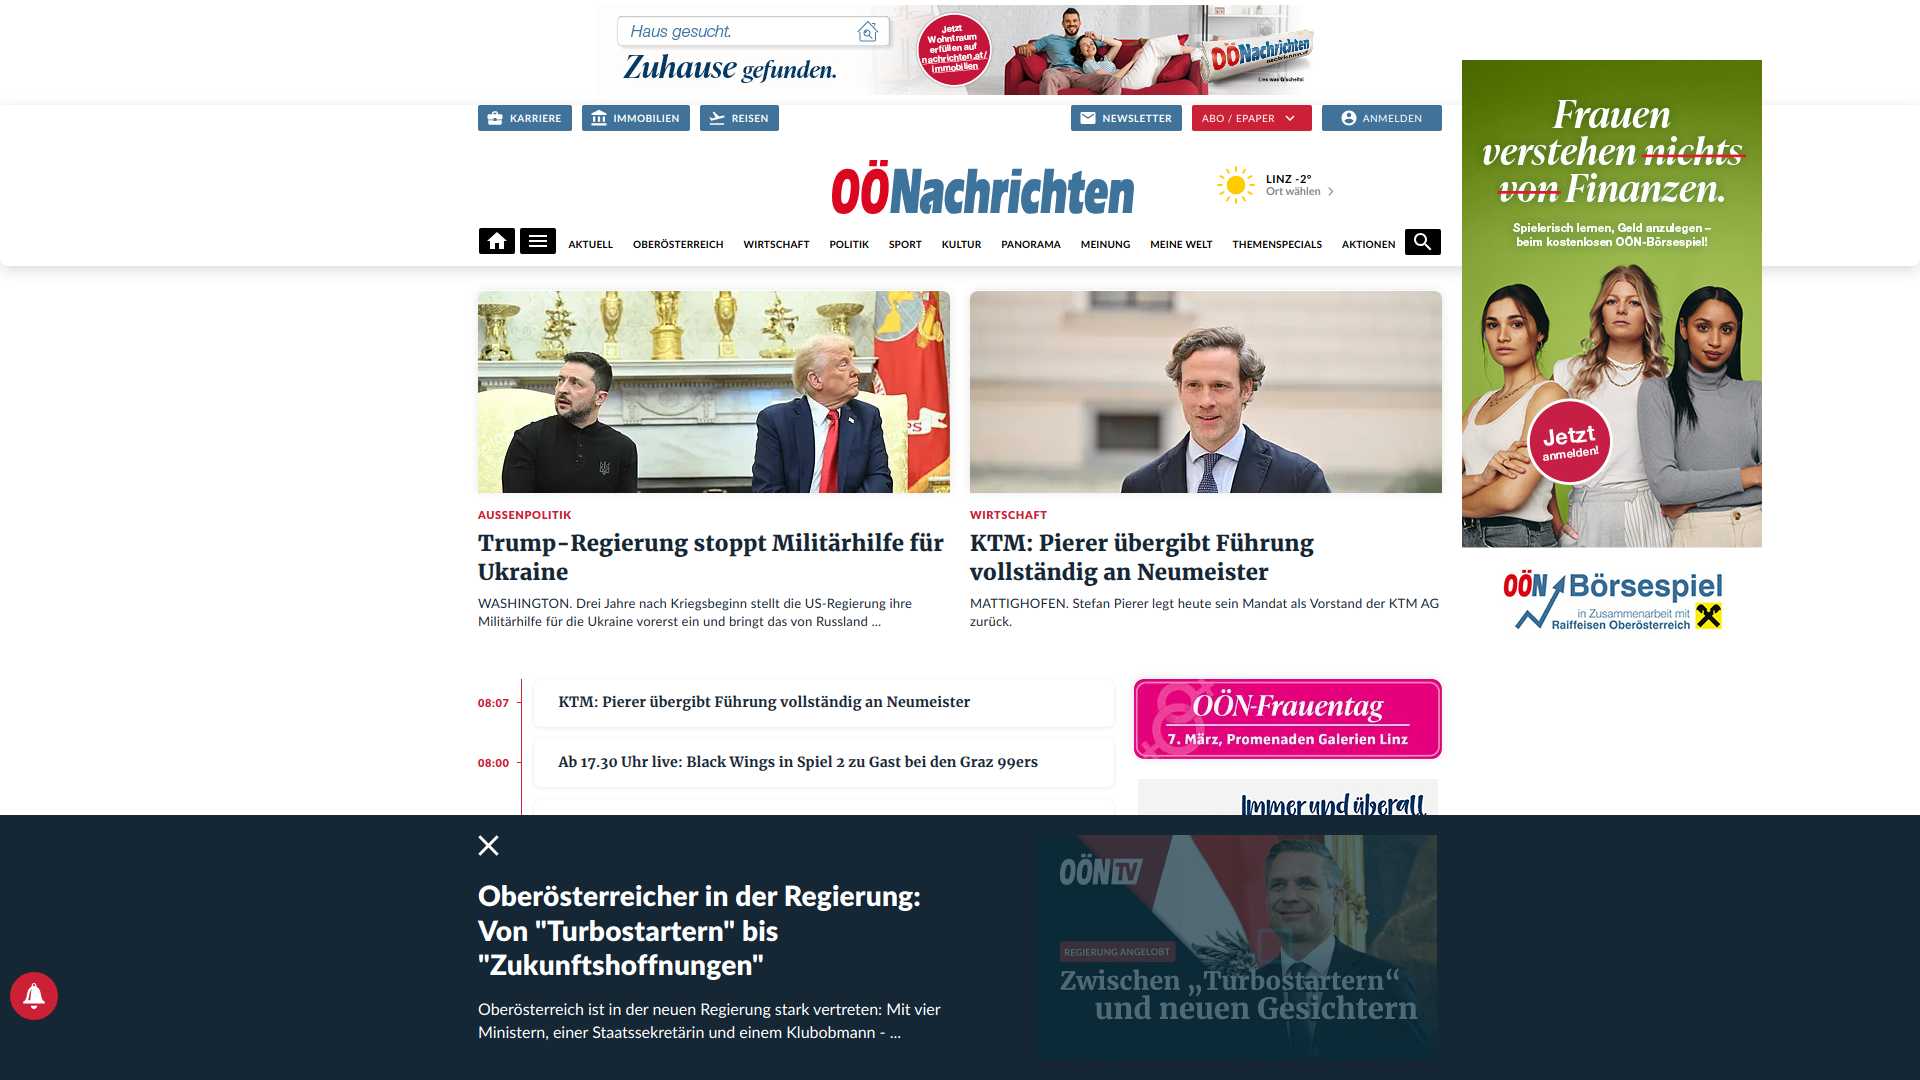 Haus gesucht.
Zuhause gefunden.
Jetzt
Wohntraum
erfüllen auf
nachrichten.at/
immobilien
OÖNachrichten
Lies was G'scheits!
KARRIERE
IMMOBILIEN
REISEN
NEWSLETTER
ABO / EPAPER
ANMELDEN
OÖNachrichten
LINZ -2°
Ort wählen
AKTUELL
OBERÖSTERREICH
WIRTSCHAFT
POLITIK
SPORT
KULTUR
PANORAMA
MEINUNG
MEINE WELT
THEMENSPECIALS
AKTIONEN
Frauen
verstehen nichts
von Finanzen.
Spielerisch lernen, Geld anzulegen –
beim kostenlosen OÖN-Börsespiel!
Jetzt
anmelden!
OÖN Börsespiel
in Zusammenarbeit mit
Raiffeisen Oberösterreich
AUSSENPOLITIK
Trump-Regierung stoppt Militärhilfe für
Ukraine
WASHINGTON. Drei Jahre nach Kriegsbeginn stellt die US-Regierung ihre
Militärhilfe für die Ukraine vorerst ein und bringt das von Russland ...
WIRTSCHAFT
KTM: Pierer übergibt Führung
vollständig an Neumeister
MATTIGHOFEN. Stefan Pierer legt heute sein Mandat als Vorstand der KTM AG
zurück.
08:07
KTM: Pierer übergibt Führung vollständig an Neumeister
08:00
Ab 17.30 Uhr live: Black Wings in Spiel 2 zu Gast bei den Graz 99ers
OÖN-Frauentag
7. März, Promenaden Galerien Linz
Immer und überall
Oberösterreicher in der Regierung:
Von "Turbostartern" bis
"Zukunftshoffnungen"
Oberösterreich ist in der neuen Regierung stark vertreten: Mit vier
Ministern, einer Staatssekretärin und einem Klubobmann - ...
OÖN TV
REGIERUNG ANGELOBT
Zwischen „Turbostartern“
und neuen Gesichtern